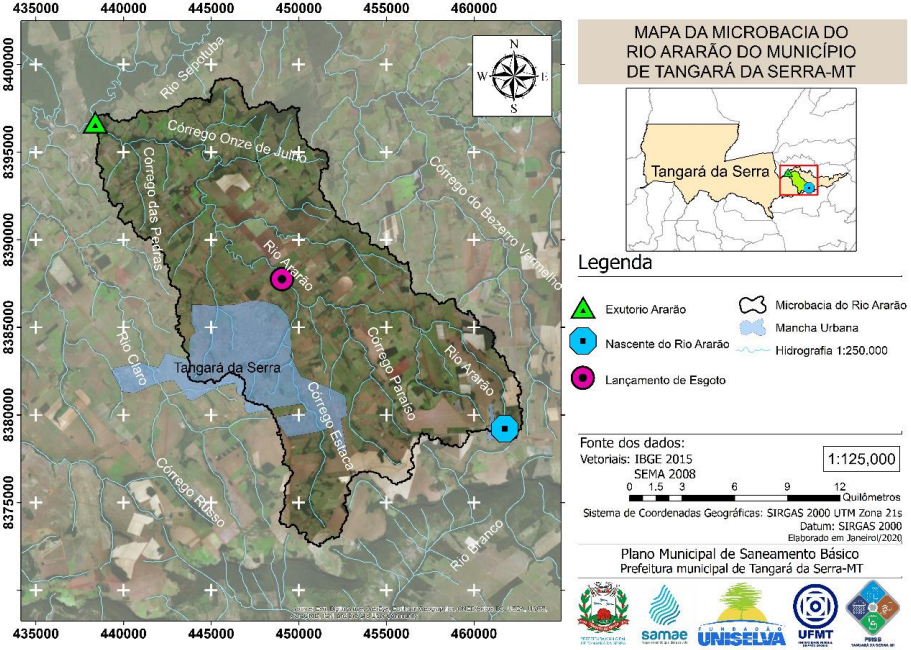 435000 440000 445000 450000 455000 460000
MAPA DA MICROBACIA DO
RIO ARARÃO DO MUNICÍPIO
DE TANGARÁ DA SERRA-MT
N
W E
S
8400000
8395000
8390000
8385000
8380000
8375000
Rio Sepotuba
Córrego Onze de Julho
Córrego das Pedras
Córrego do Bezerro Vermelho
Rio Ararão
Rio Claro
Tangará da Serra
Córrego Paraíso
Rio Ararão
Córrego Estaca
Córrego Russo
Rio Branco
435000 440000 445000 450000 455000 460000
Tangará da Serra
Legenda
Exutorio Ararão
Nascente do Rio Ararão
Lançamento de Esgoto
Microbacia do Rio Ararão
Mancha Urbana
Hidrografia 1:250.000
Fonte dos dados:
Vetoriais: IBGE 2015
SEMA 2008
1:125,000
0 1.5 3 6 9 12
Quilômetros
Sistema de Coordenadas Geográficas: SIRGAS 2000 UTM Zona 21s
Datum: SIRGAS 2000
Elaborado em Janeirol/2020
Plano Municipal de Saneamento Básico
Prefeitura municipal de Tangará da Serra-MT
samae
FUNDAÇÃO
UNISELVA
UFMT
PMSB
TANGARÁ DA SERRA-MT